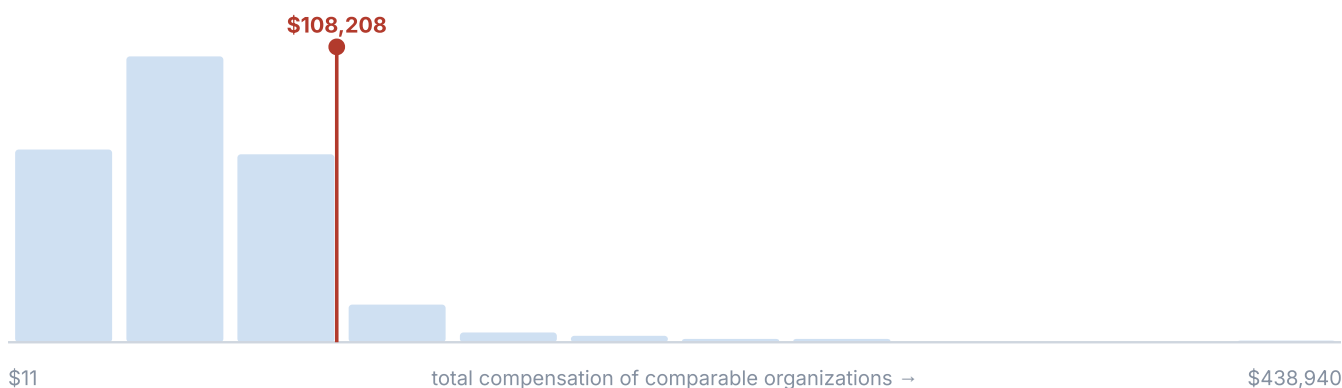 $108,208
$11
total compensation of comparable organizations →
$438,940